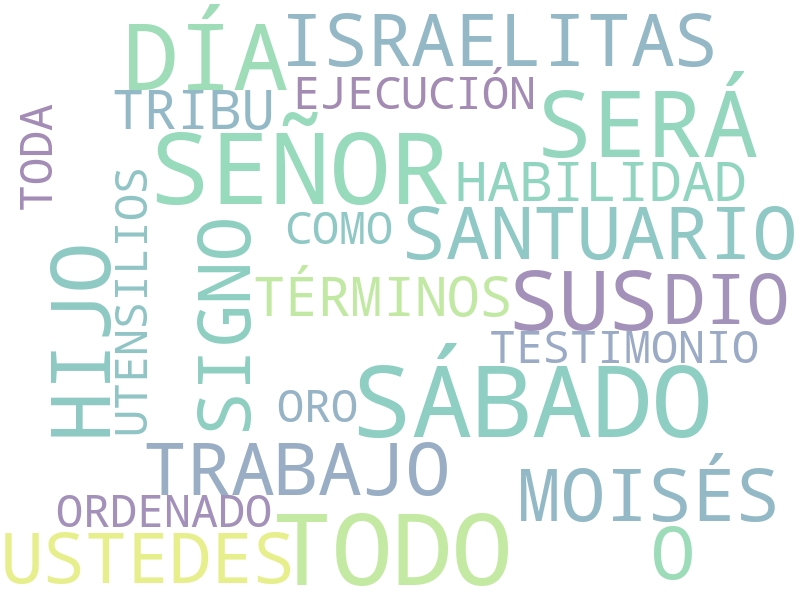 DÍA
ISRAELITAS
EJECUCIÓN
TRIBU
SERÁ
TODA
SEÑOR
HABILIDAD
UTENSILIOS
COMO
SANTUARIO
SIGNO
HIJO
TÉRMINOS
SUS
DIO
TESTIMONIO
ORO
SÁBADO
TRABAJO
MOISÉS
ORDENADO
TODO
USTEDES
O